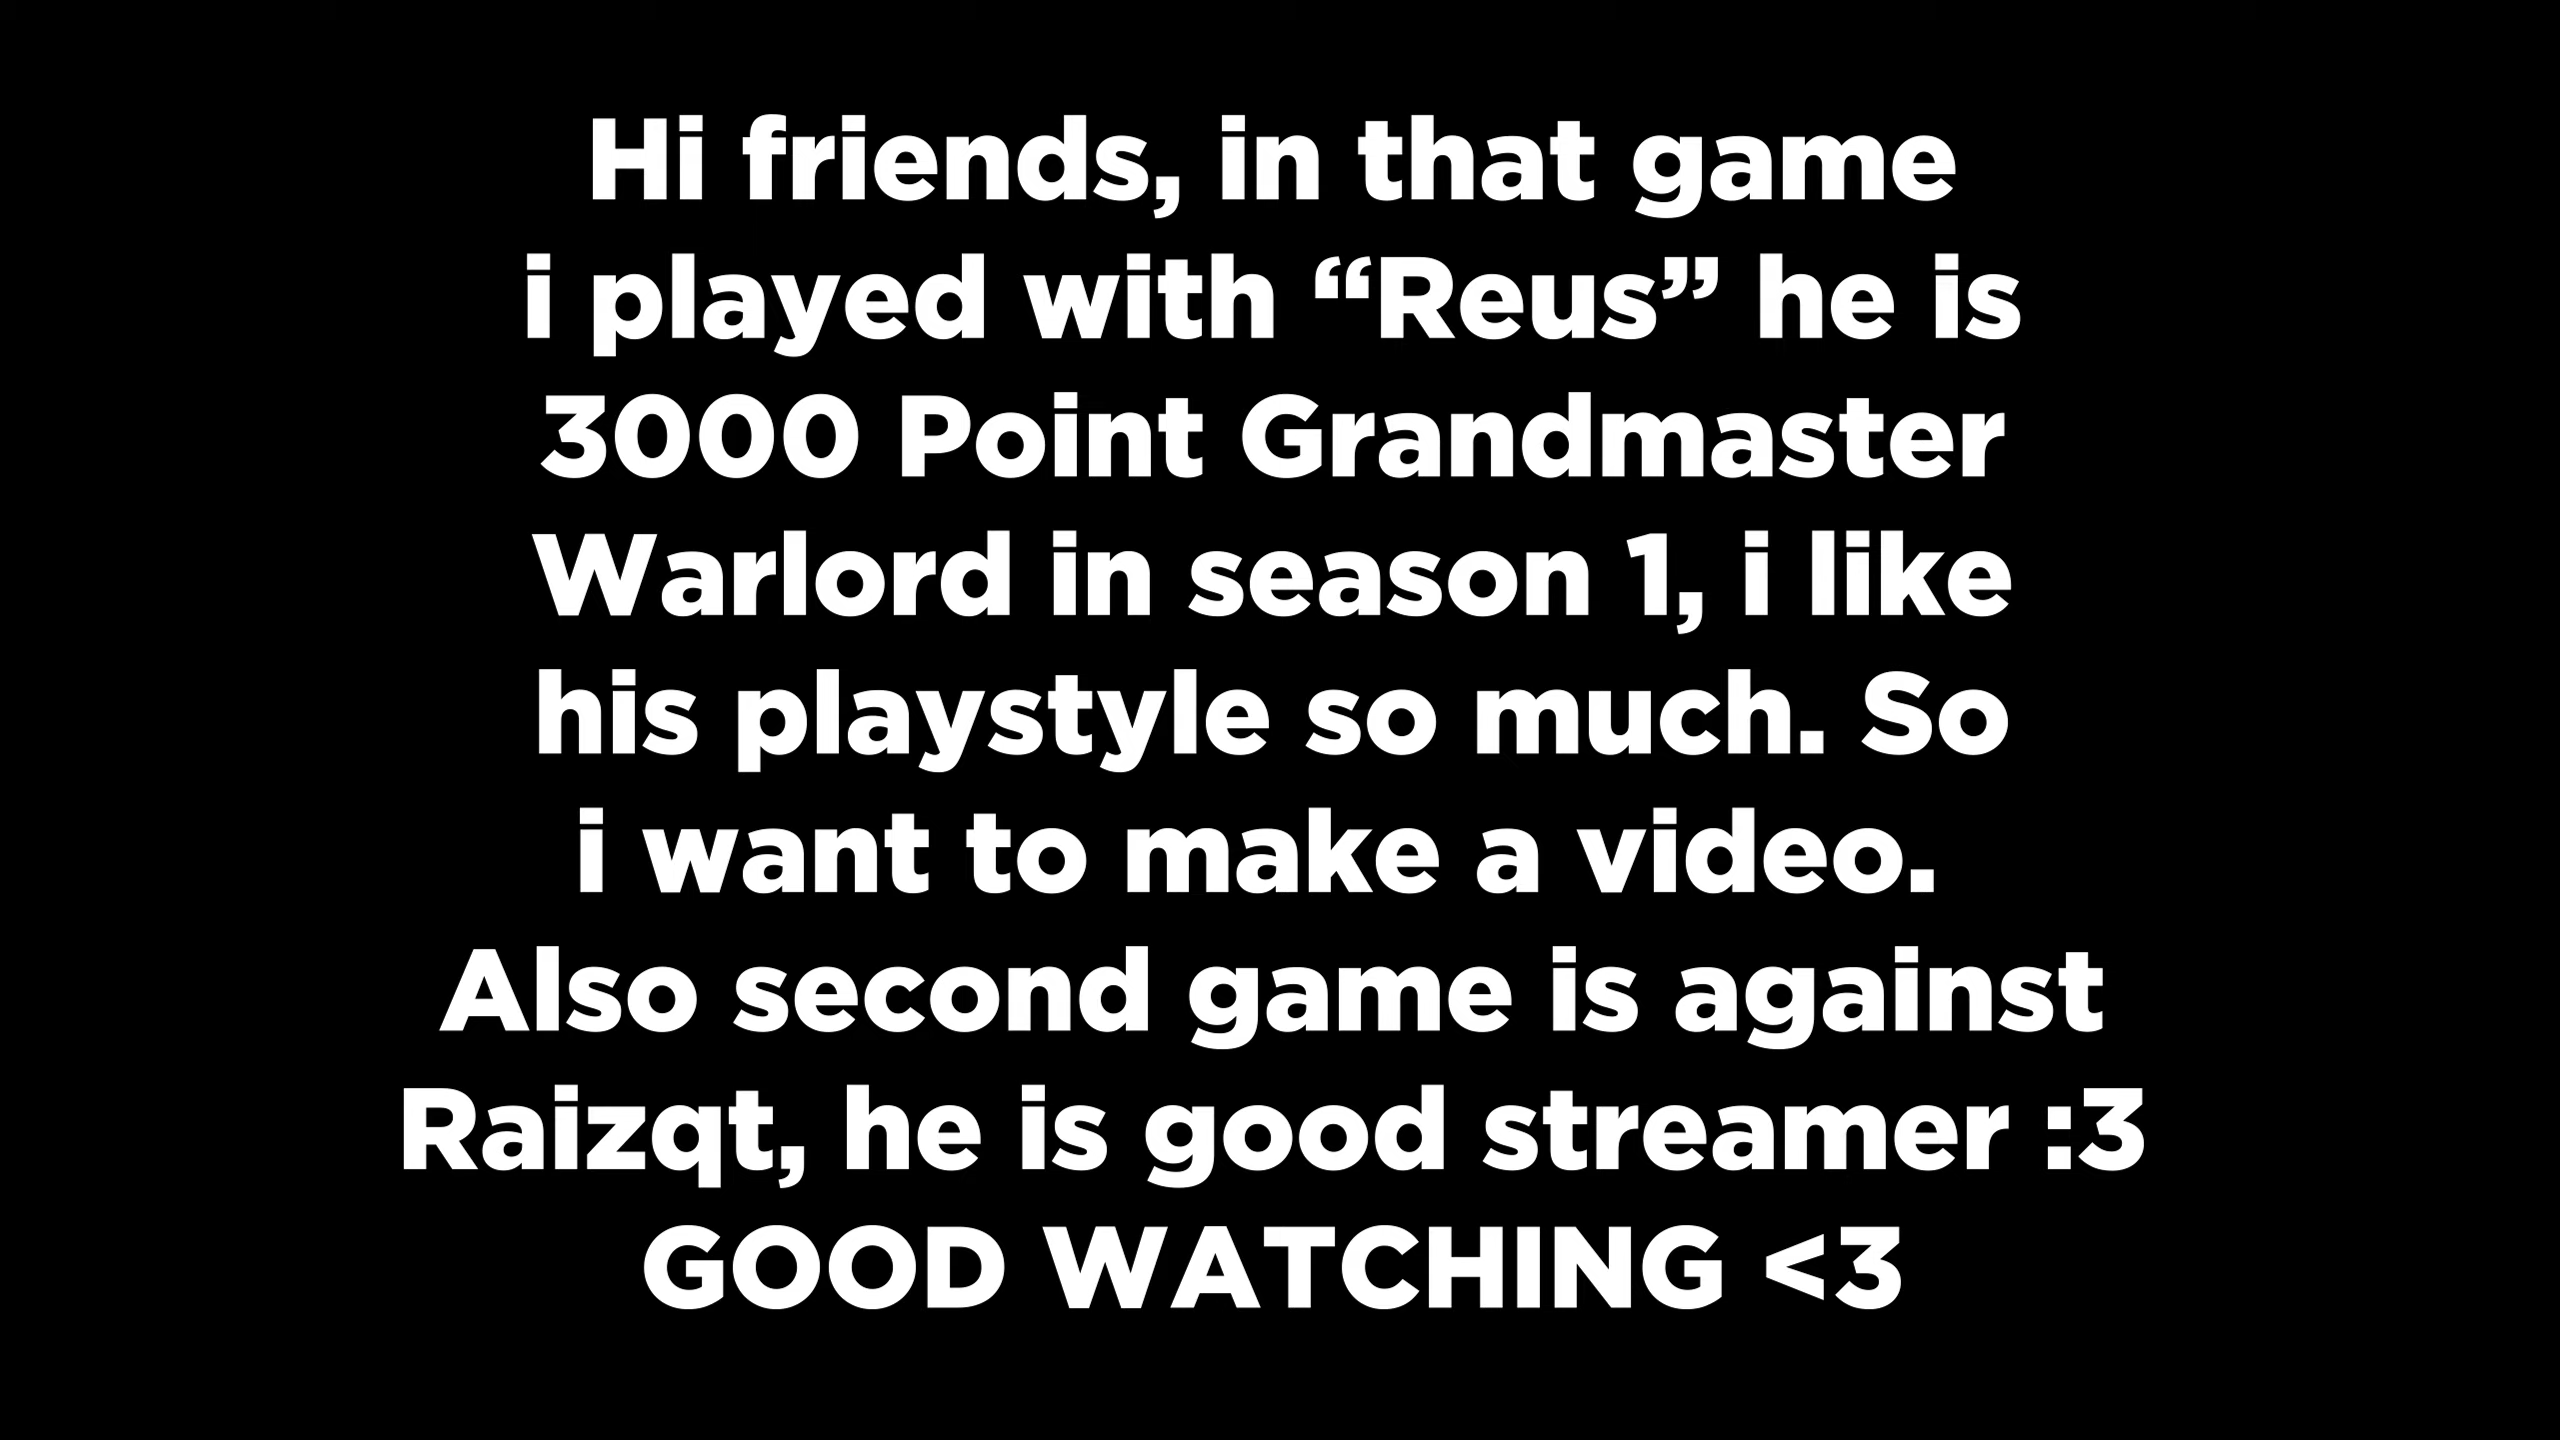 Hi friends, in that game
i played with “Reus” he is
3000 Point Grandmaster
Warlord in season 1, i like
his playstyle so much. So
i want to make a video.
Also second game is against
Raizqt, he is good streamer :3
GOOD WATCHING <3